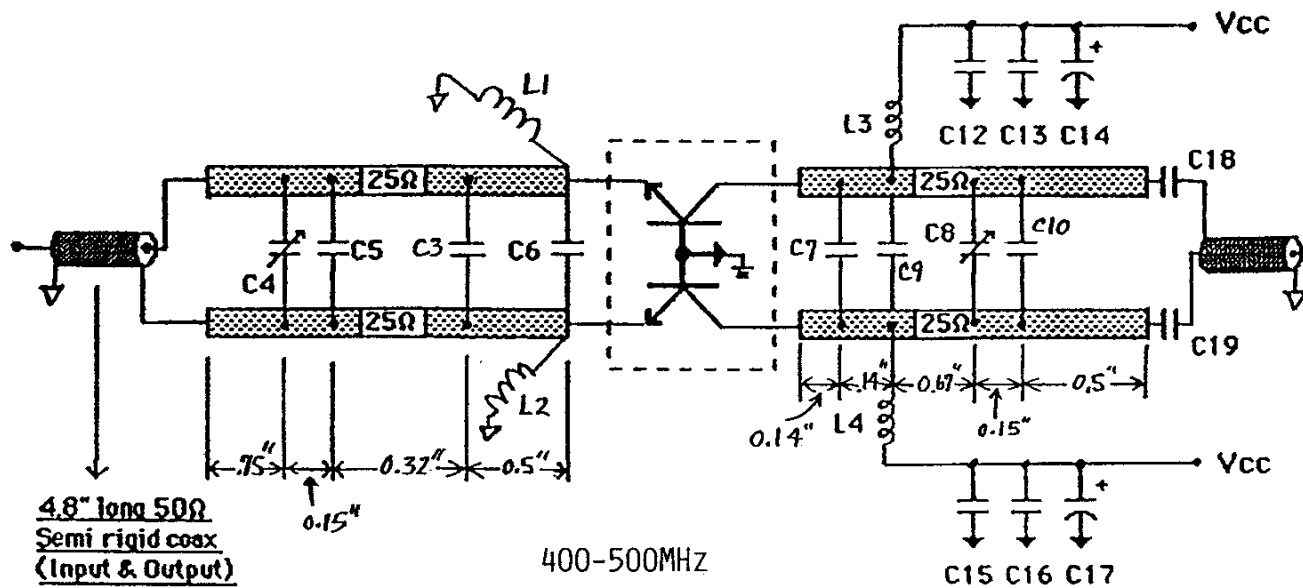 Vcc
L1
L3
C12 C13 C14
+
C18
25Ω
25Ω
C4
C5
C3
C6
C7
C9
C8
C10
25Ω
25Ω
C19
L2
.14"
0.67"
0.5"
0.14"
L4
0.15"
.75"
0.32"
0.5"
0.15"
Vcc
+
4.8" long 50Ω
Semi rigid coax
(Input & Output)
400-500MHz
C15 C16 C17